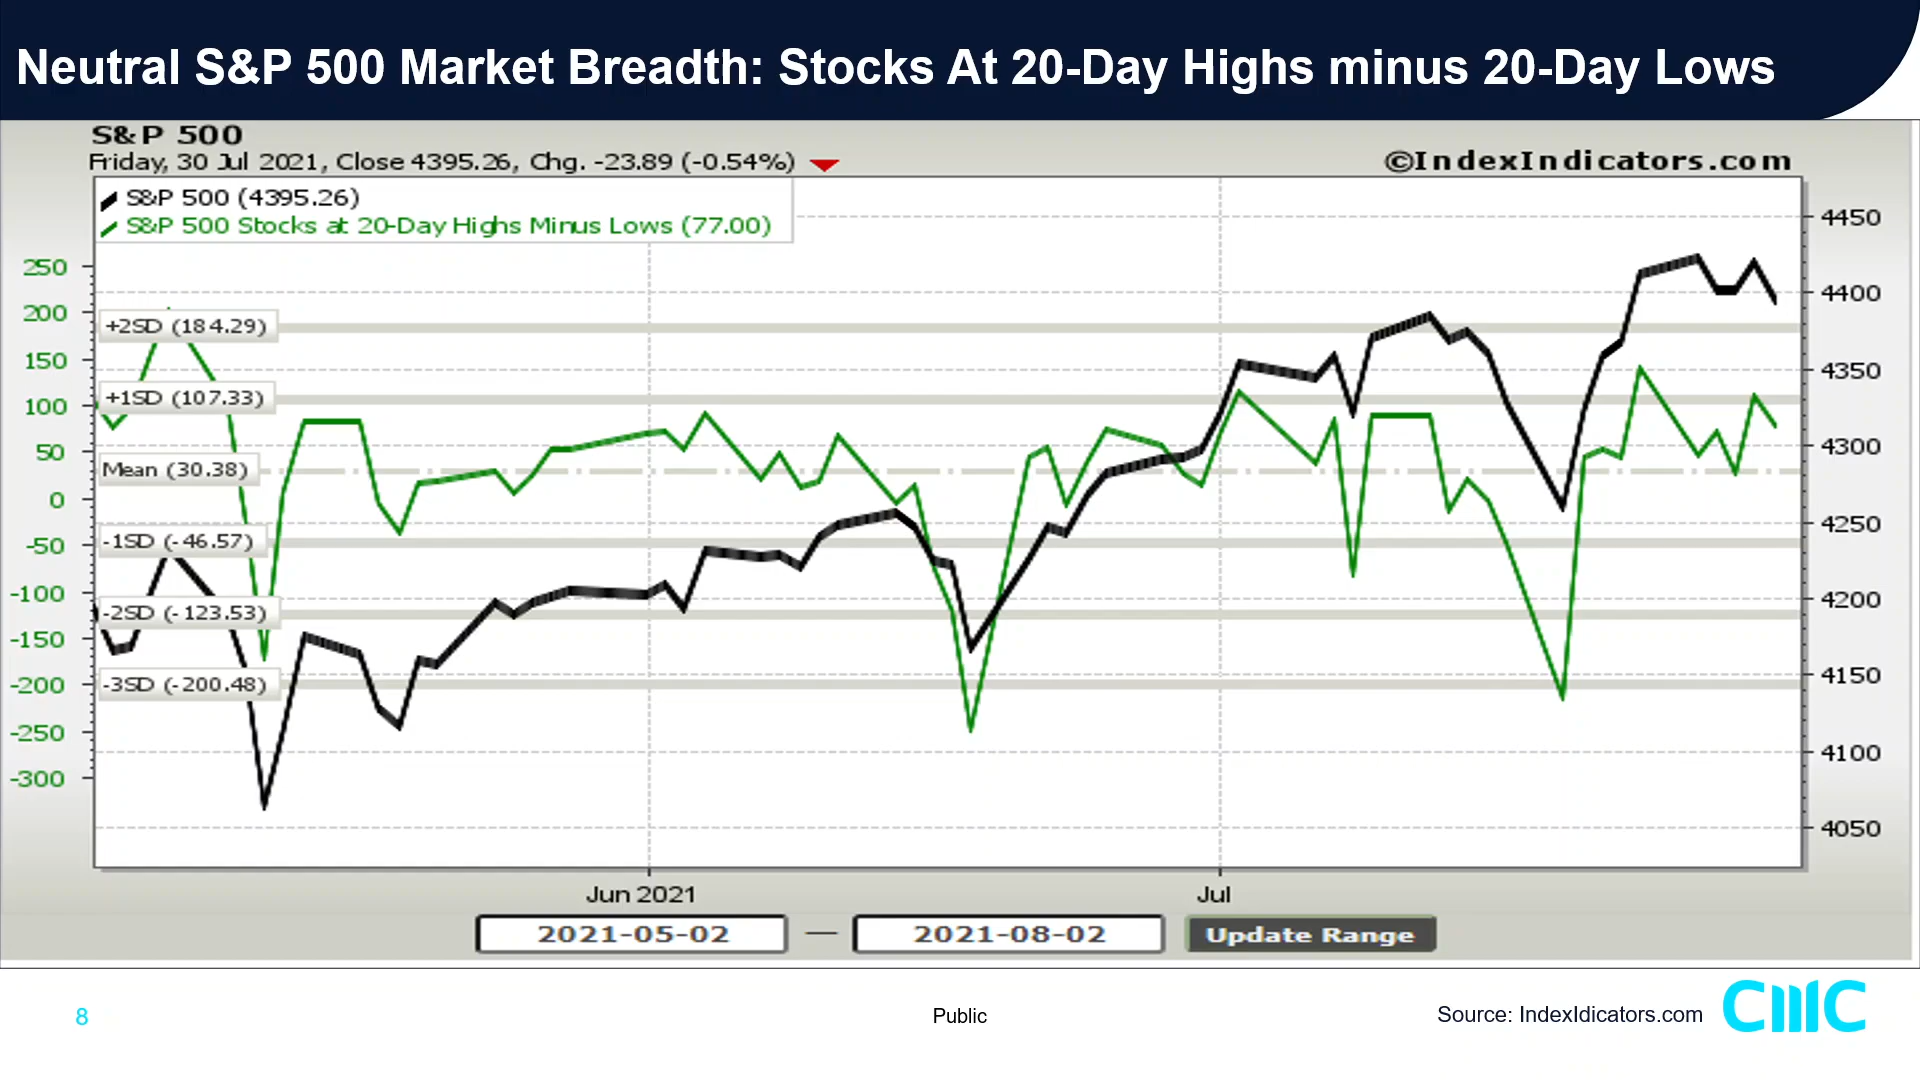 Neutral S&P 500 Market Breadth: Stocks At 20-Day Highs minus 20-Day Lows
S&P 500
Friday, 30 Jul 2021, Close 4395.26, Chg. -23.89 (-0.54%)
©IndexIndicators.com
S&P 500 (4395.26)
S&P 500 Stocks at 20-Day Highs Minus Lows (77.00)
250
200
150
100
50
0
-50
-100
-150
-200
-250
-300
+2SD (184.29)
+1SD (107.33)
Mean (30.38)
-1SD (-46.57)
-2SD (-123.53)
-3SD (-200.48)
4450
4400
4350
4300
4250
4200
4150
4100
4050
Jun 2021
Jul
2021-05-02 — 2021-08-02 Update Range
8
Public
Source: IndexIdicators.com
CMC